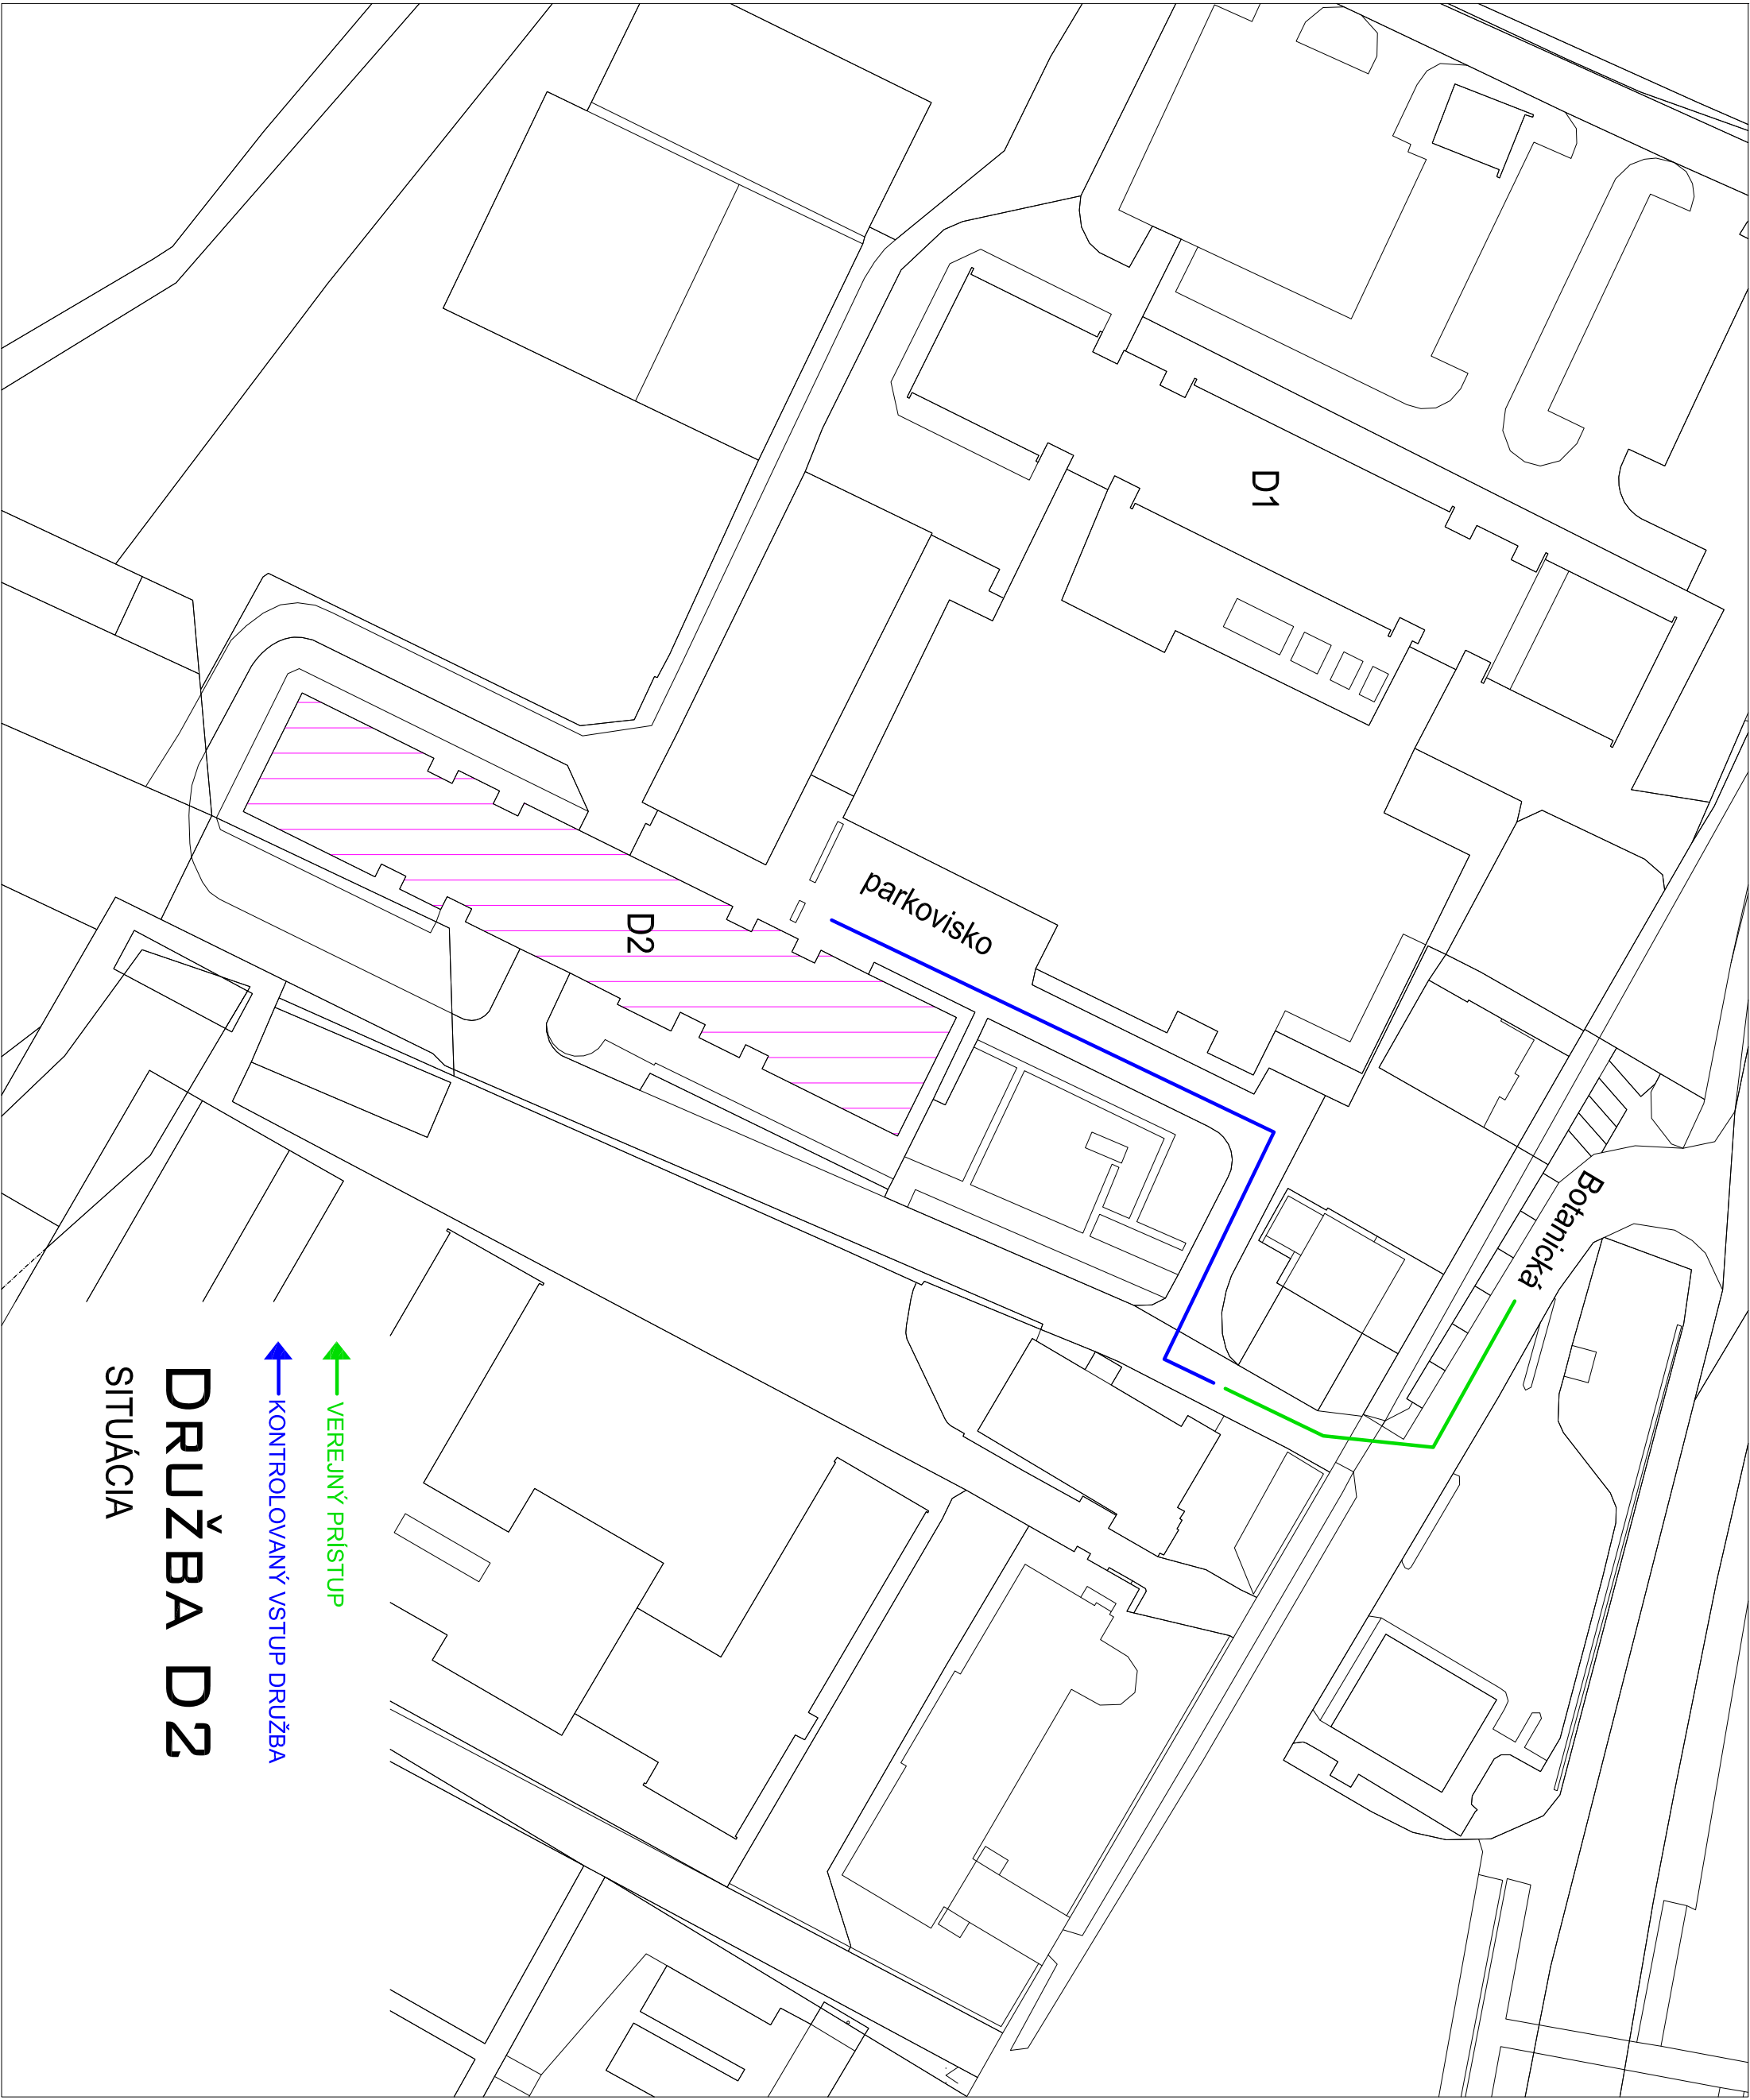 D1
parkovisko
D2
Botanická
VEREJNÝ PRÍSTUP
KONTROLOVANÝ VSTUP DRUŽBA
DRUŽBA D2
SITUÁCIA